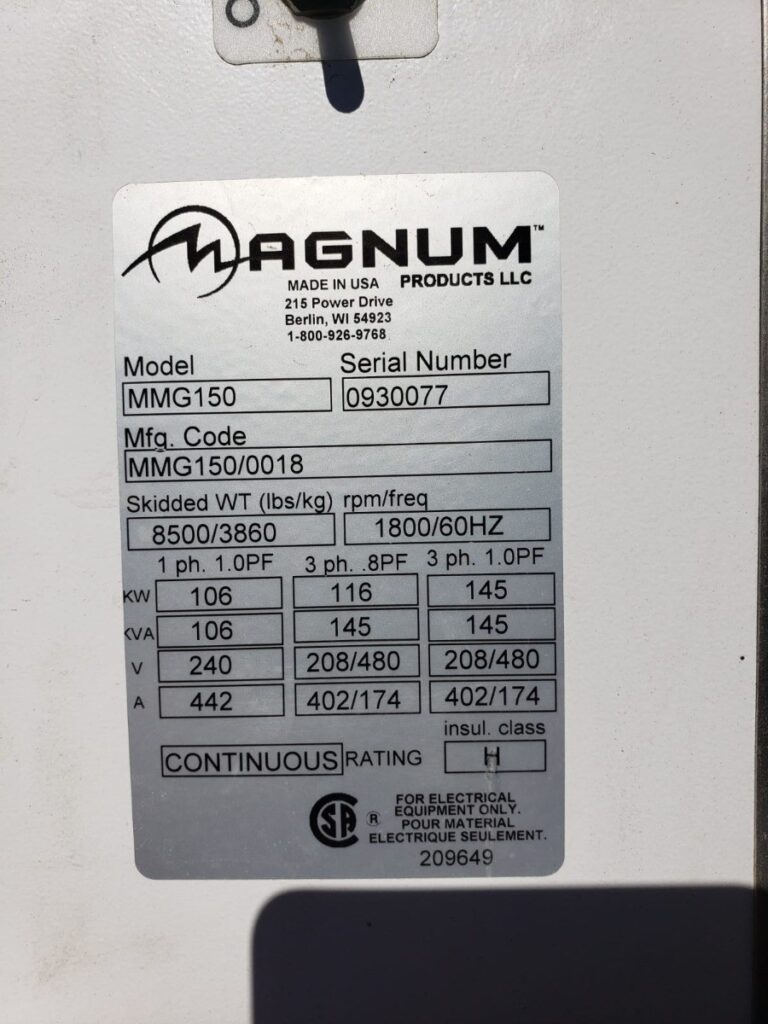 MAGNUM™
MADE IN USA PRODUCTS LLC
215 Power Drive
Berlin, WI 54923
1-800-926-9768
Model Serial Number
MMG150 0930077
Mfg. Code
MMG150/0018
Skidded WT (lbs/kg) rpm/freq
8500/3860 1800/60HZ
1 ph. 1.0PF 3 ph. .8PF 3 ph. 1.0PF
KW 106 116 145
KVA 106 145 145
V 240 208/480 208/480
A 442 402/174 402/174
insul. class
CONTINUOUS RATING H
FOR ELECTRICAL
EQUIPMENT ONLY.
SA ® POUR MATERIAL
ELECTRIQUE SEULEMENT.
209649